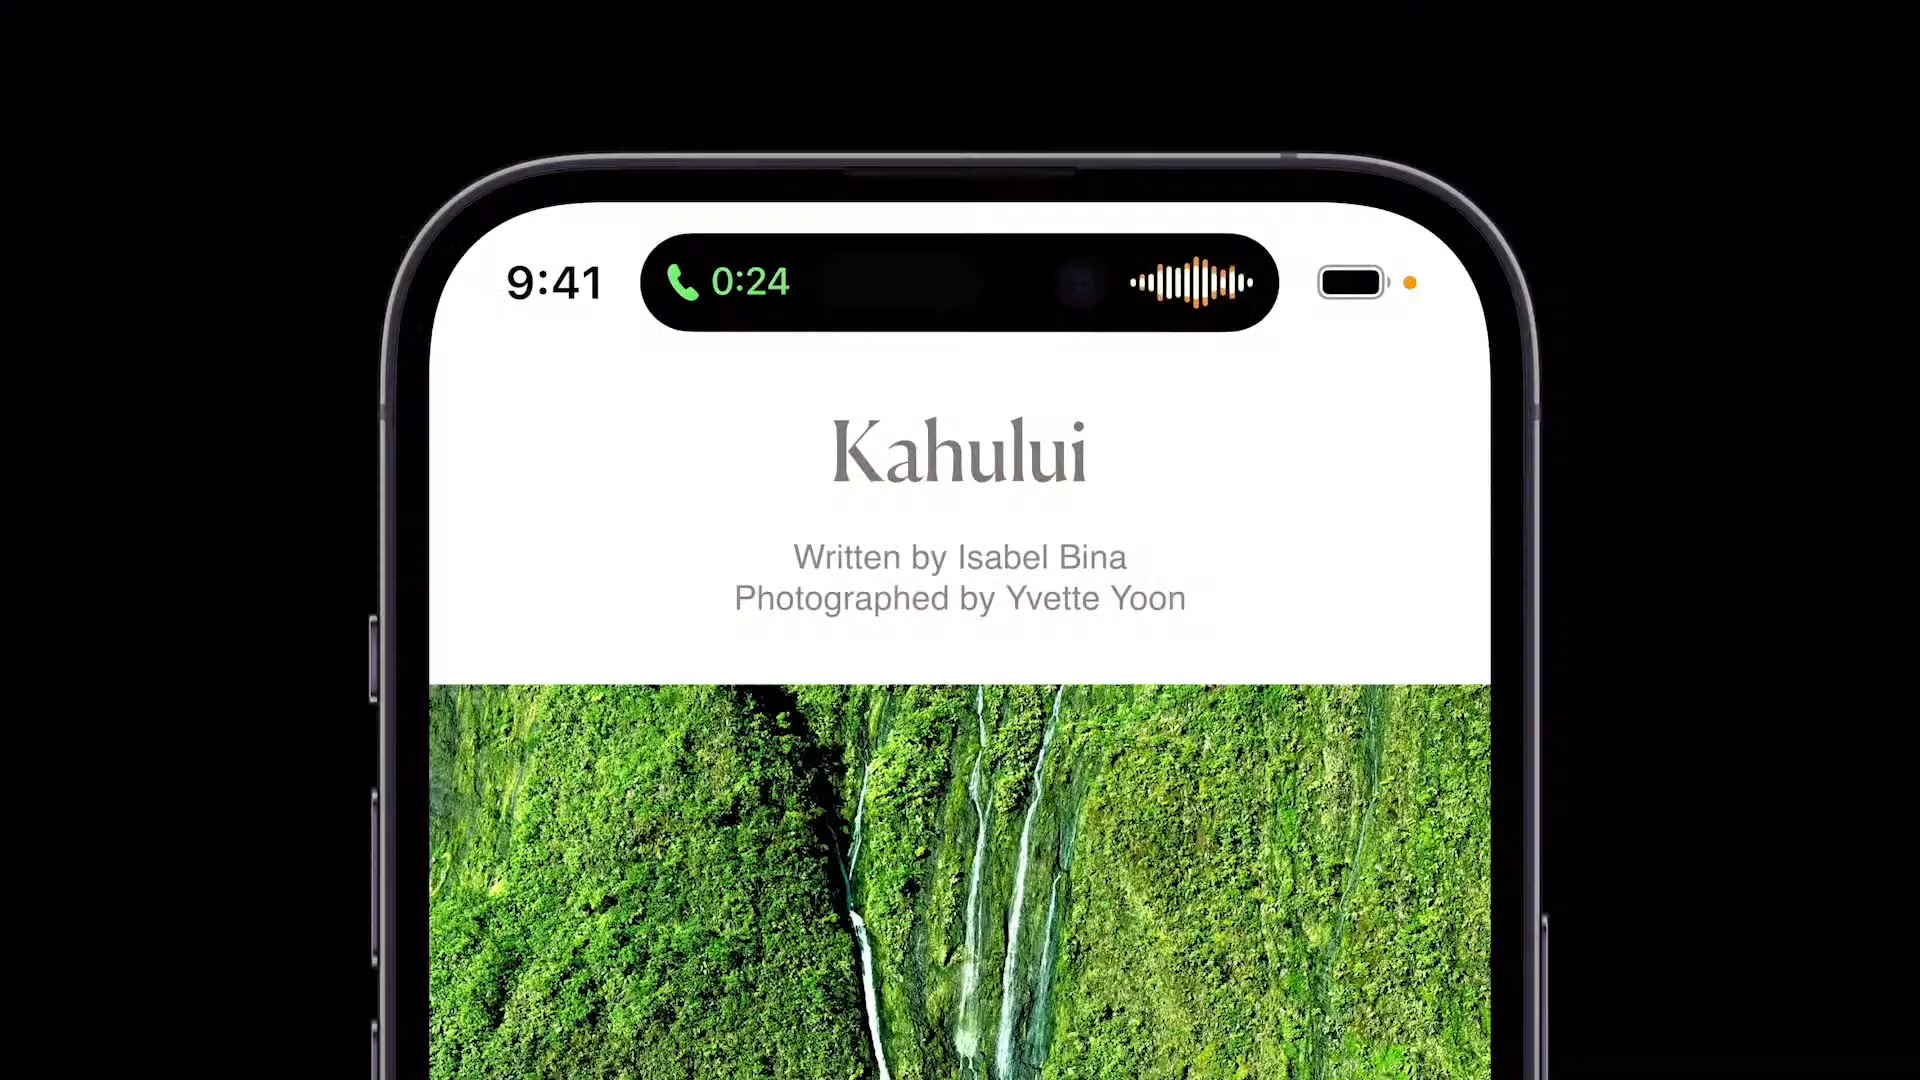 9:41
0:24
Kahului
Written by Isabel Bina
Photographed by Yvette Yoon